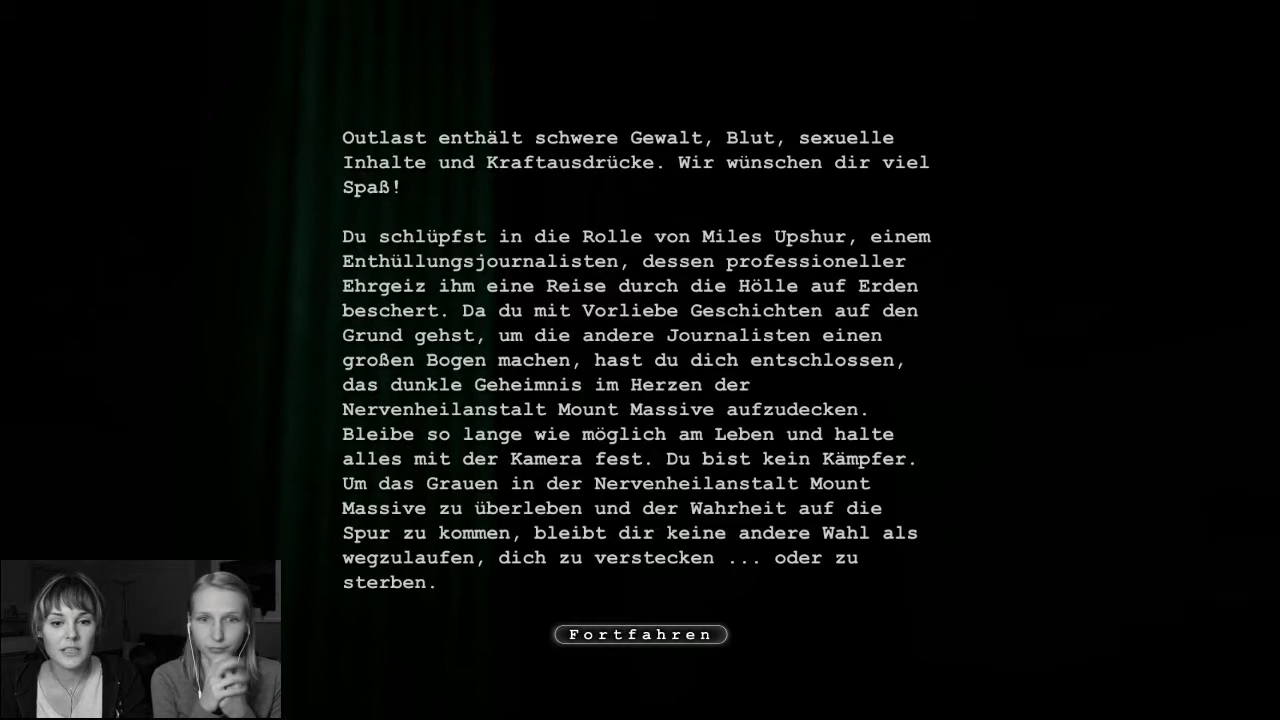 Outlast enthält schwere Gewalt, Blut, sexuelle
Inhalte und Kraftausdrücke. Wir wünschen dir viel
Spaß!
Du schlüpfst in die Rolle von Miles Upshur, einem
Enthüllungsjournalisten, dessen professioneller
Ehrgeiz ihm eine Reise durch die Hölle auf Erden
beschert. Da du mit Vorliebe Geschichten auf den
Grund gehst, um die andere Journalisten einen
großen Bogen machen, hast du dich entschlossen,
das dunkle Geheimnis im Herzen der
Nervenheilanstalt Mount Massive aufzudecken.
Bleibe so lange wie möglich am Leben und halte
alles mit der Kamera fest. Du bist kein Kämpfer.
Um das Grauen in der Nervenheilanstalt Mount
Massive zu überleben und der Wahrheit auf die
Spur zu kommen, bleibt dir keine andere Wahl als
wegzulaufen, dich zu verstecken ... oder zu
sterben.
Fortfahren